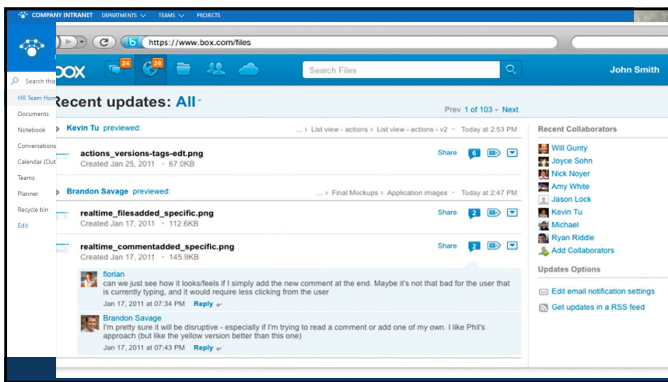 COMPANY INTRANET DEPARTMENTS TEAMS PROJECTS
https://www.box.com/files
24 20
Search Files
John Smith
Search this
HR Team Hom
Documents
Notebook
Conversations
Calendar (Out
Teams
Planner
Recycle bin
Edit
Recent updates: All
Prev 1 of 103 - Next
Kevin Tu previewed: ... › List view - actions › List view - actions - v2 · Today at 2:53 PM
actions_versions-tags-edt.png Share 6
Created Jan 25, 2011 · 67.0KB
Brandon Savage previewed: ... › Final Mockups › Application images · Today at 2:47 PM
realtime_filesadded_specific.png Share 2
Created Jan 17, 2011 · 112.6KB
realtime_commentadded_specific.png Share 2
Created Jan 17, 2011 · 145.9KB
florian
can we just see how it looks/feels if I simply add the new comment at the end. Maybe it's not that bad for the user that
is currently typing, and it would require less clicking from the user
Jan 17, 2011 at 07:34 PM Reply
Brandon Savage
I'm pretty sure it will be disruptive - especially if I'm trying to read a comment or add one of my own. I like Phil's
approach (but like the yellow version better than this one)
Jan 17, 2011 at 07:43 PM Reply
Recent Collaborators
Will Gunty
Joyce Sohn
Nick Noyer
Amy White
Jason Lock
Kevin Tu
Michael
Ryan Riddle
Add Collaborators
Updates Options
Edit email notification settings
Get updates in a RSS feed